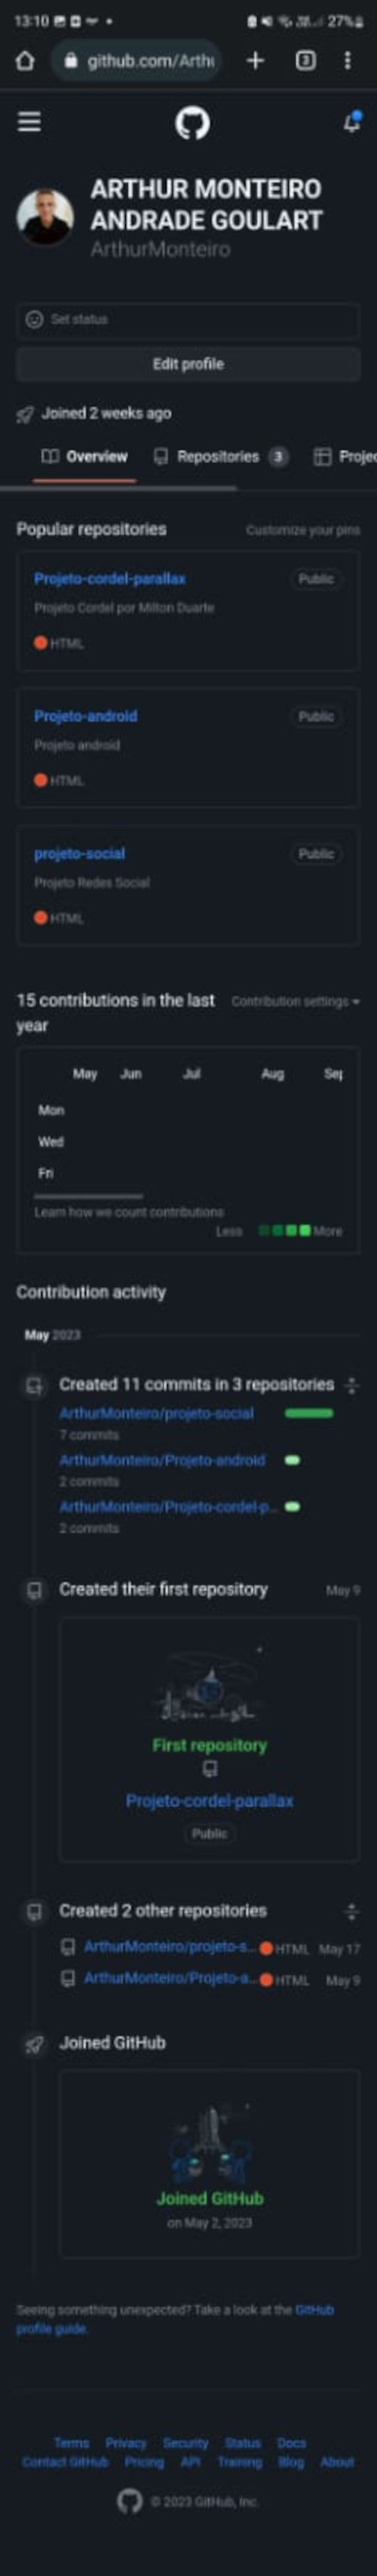 13:10
27%
github.com/Arthu
3
ARTHUR MONTEIRO
ANDRADE GOULART
ArthurMonteiro
Set status
Edit profile
Joined 2 weeks ago
Overview Repositories 3 Projec
Popular repositories Customize your pins
Projeto-cordel-parallax Public
Projeto Cordel por Milton Duarte
HTML
Projeto-android Public
Projeto android
HTML
projeto-social Public
Projeto Redes Social
HTML
15 contributions in the last
year
Contribution settings
May Jun Jul Aug Sep
Mon
Wed
Fri
Learn how we count contributions
Less More
Contribution activity
May 2023
Created 11 commits in 3 repositories
ArthurMonteiro/projeto-social
7 commits
ArthurMonteiro/Projeto-android
2 commits
ArthurMonteiro/Projeto-cordel-p...
2 commits
Created their first repository May 9
First repository
Projeto-cordel-parallax
Public
Created 2 other repositories
ArthurMonteiro/projeto-s... HTML May 17
ArthurMonteiro/Projeto-a... HTML May 9
Joined GitHub
Joined GitHub
on May 2, 2023
Seeing something unexpected? Take a look at the GitHub
profile guide.
Terms Privacy Security Status Docs
Contact GitHub Pricing API Training Blog About
© 2023 GitHub, Inc.